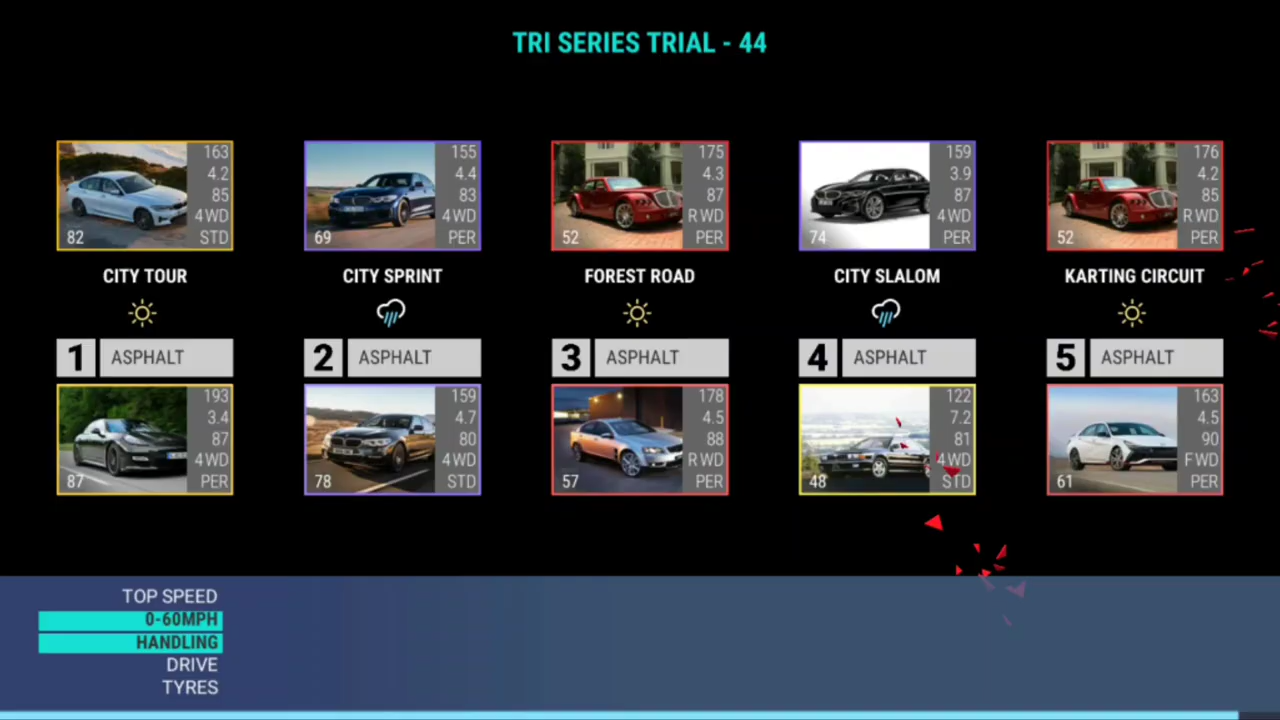 TRI SERIES TRIAL - 44
163
4.2
85
4WD
82 STD
155
4.4
83
4WD
69 PER
175
4.3
87
RWD
52 PER
159
3.9
87
4WD
74 PER
176
4.2
85
RWD
52 PER
CITY TOUR
CITY SPRINT
FOREST ROAD
CITY SLALOM
KARTING CIRCUIT
1 ASPHALT
2 ASPHALT
3 ASPHALT
4 ASPHALT
5 ASPHALT
193
3.4
87
4WD
87 PER
159
4.7
80
4WD
78 STD
178
4.5
88
RWD
57 PER
122
7.2
81
4WD
48 STD
163
4.5
90
FWD
61 PER
TOP SPEED
0-60MPH
HANDLING
DRIVE
TYRES